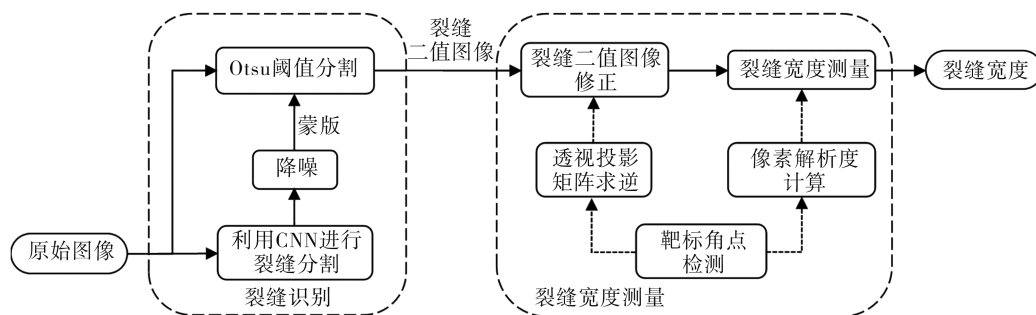 裂缝
二值图像
Otsu阈值分割
裂缝二值图像
修正
裂缝宽度测量
裂缝宽度
蒙版
降噪
透视投影
矩阵求逆
像素解析度
计算
原始图像
利用CNN进行
裂缝分割
靶标角点
检测
裂缝识别
裂缝宽度测量